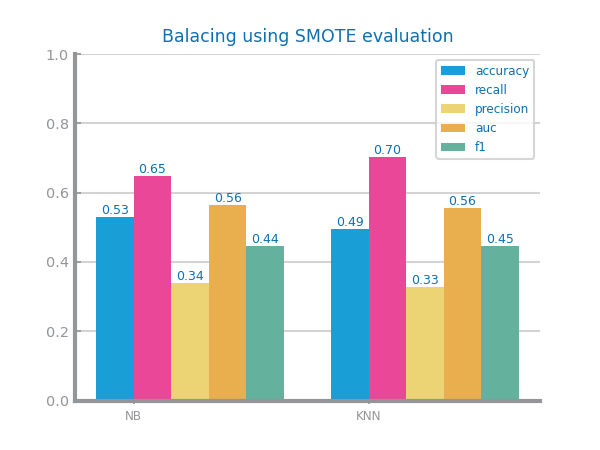 Balacing using SMOTE evaluation
1.0
0.8
0.6
0.4
0.2
0.0
accuracy
recall
precision
auc
f1
0.53
0.65
0.34
0.56
0.44
0.49
0.70
0.33
0.56
0.45
NB
KNN